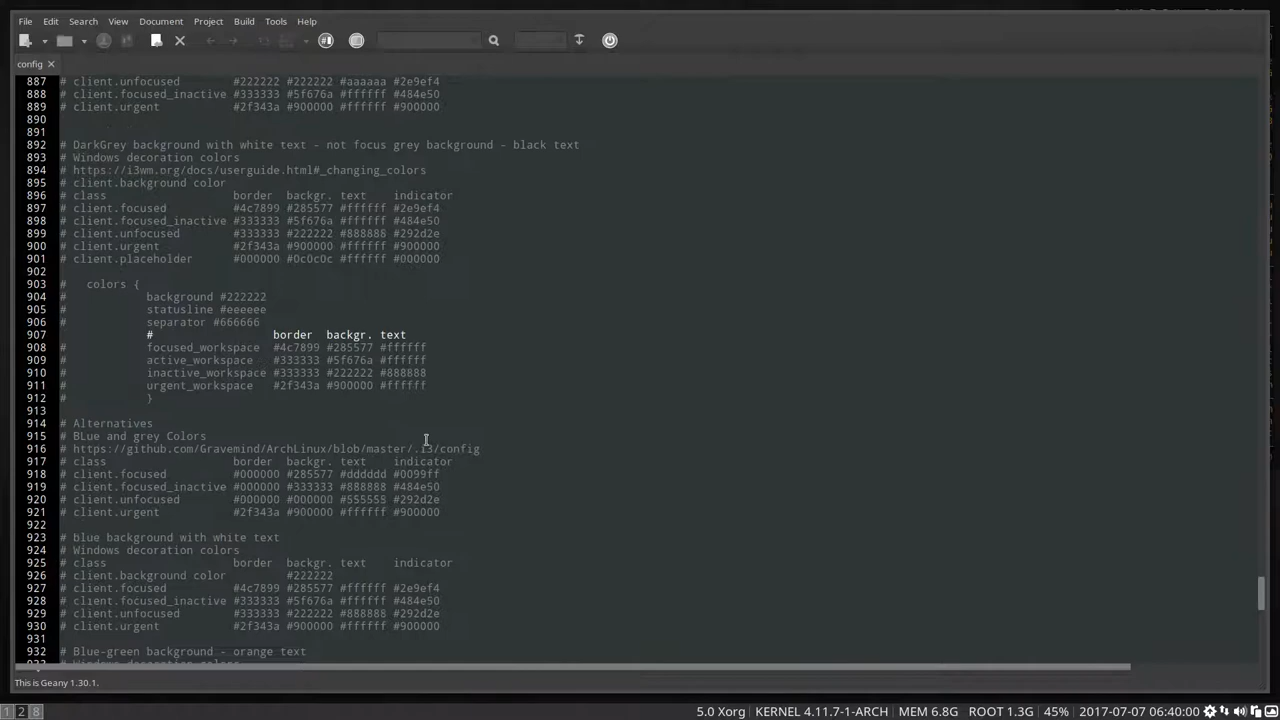 File Edit Search View Document Project Build Tools Help
config
887 # client.unfocused #222222 #222222 #aaaaaa #2e9ef4
888 # client.focused_inactive #333333 #5f676a #ffffff #484e50
889 # client.urgent #2f343a #900000 #ffffff #900000
890
891
892 # DarkGrey background with white text - not focus grey background - black text
893 # Windows decoration colors
894 # https://i3wm.org/docs/userguide.html#_changing_colors
895 # client.background color
896 # class border backgr. text indicator
897 # client.focused #4c7899 #285577 #ffffff #2e9ef4
898 # client.focused_inactive #333333 #5f676a #ffffff #484e50
899 # client.unfocused #333333 #222222 #888888 #292d2e
900 # client.urgent #2f343a #900000 #ffffff #900000
901 # client.placeholder #000000 #0c0c0c #ffffff #000000
902
903 # colors {
904 # background #222222
905 # statusline #eeeeee
906 # separator #666666
907 # border backgr. text
908 # focused_workspace #4c7899 #285577 #ffffff
909 # active_workspace #333333 #5f676a #ffffff
910 # inactive_workspace #333333 #222222 #888888
911 # urgent_workspace #2f343a #900000 #ffffff
912 # }
913
914 # Alternatives
915 # BLue and grey Colors
916 # https://github.com/Gravemind/ArchLinux/blob/master/.i3/config
917 # class border backgr. text indicator
918 # client.focused #000000 #285577 #dddddd #0099ff
919 # client.focused_inactive #000000 #333333 #888888 #484e50
920 # client.unfocused #000000 #000000 #555555 #292d2e
921 # client.urgent #2f343a #900000 #ffffff #900000
922
923 # blue background with white text
924 # Windows decoration colors
925 # class border backgr. text indicator
926 # client.background color #222222
927 # client.focused #4c7899 #285577 #ffffff #2e9ef4
928 # client.focused_inactive #333333 #5f676a #ffffff #484e50
929 # client.unfocused #333333 #222222 #888888 #292d2e
930 # client.urgent #2f343a #900000 #ffffff #900000
931
932 # Blue-green background - orange text
This is Geany 1.30.1.
1 2 8 5.0 Xorg KERNEL 4.11.7-1-ARCH MEM 6.8G ROOT 1.3G 45% 2017-07-07 06:40:00